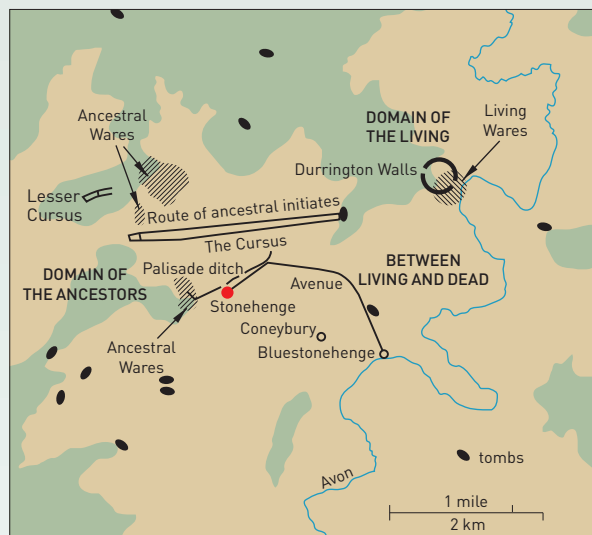 Ancestral
Wares
DOMAIN OF
THE LIVING
Living
Wares
Durrington Walls
Lesser
Cursus
Route of ancestral initiates
The Cursus
DOMAIN OF
THE ANCESTORS
Palisade ditch
BETWEEN
LIVING AND DEAD
Avenue
Stonehenge
Coneybury
Bluestonehenge
Ancestral
Wares
tombs
Avon
1 mile
2 km